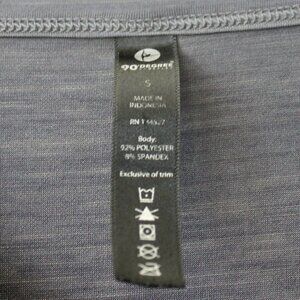 90 DEGREE
S
MADE IN
INDONESIA
Body:
92% POLYESTER
8% SPANDEX
Exclusive of trim